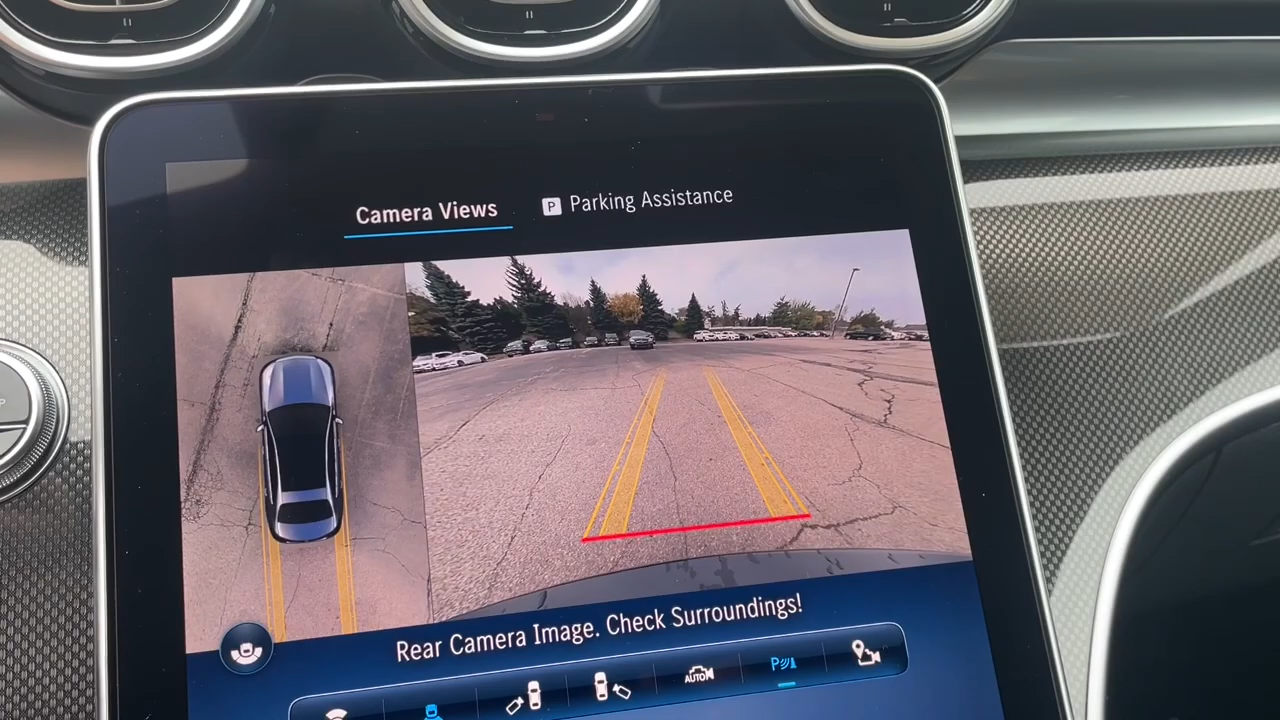 Camera Views
P Parking Assistance
Rear Camera Image. Check Surroundings!
AUTO
P